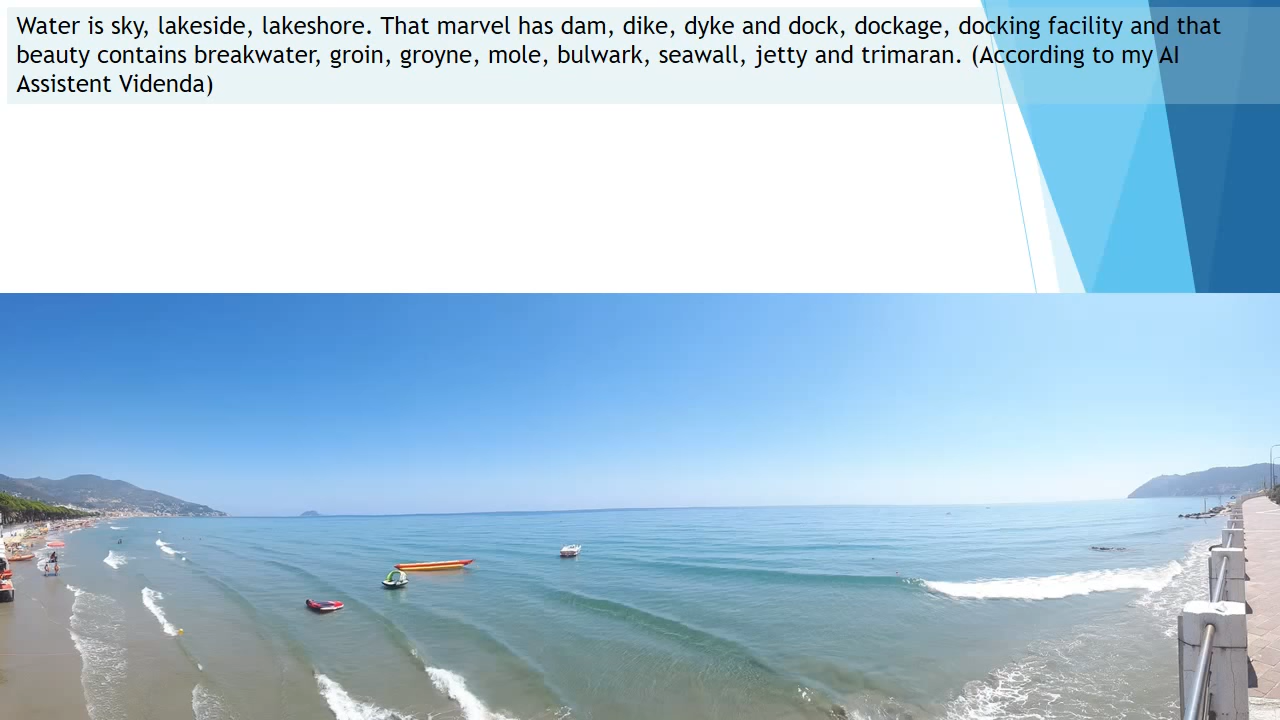 Water is sky, lakeside, lakeshore. That marvel has dam, dike, dyke and dock, dockage, docking facility and that
beauty contains breakwater, groin, groyne, mole, bulwark, seawall, jetty and trimaran. (According to my AI
Assistent Videnda)